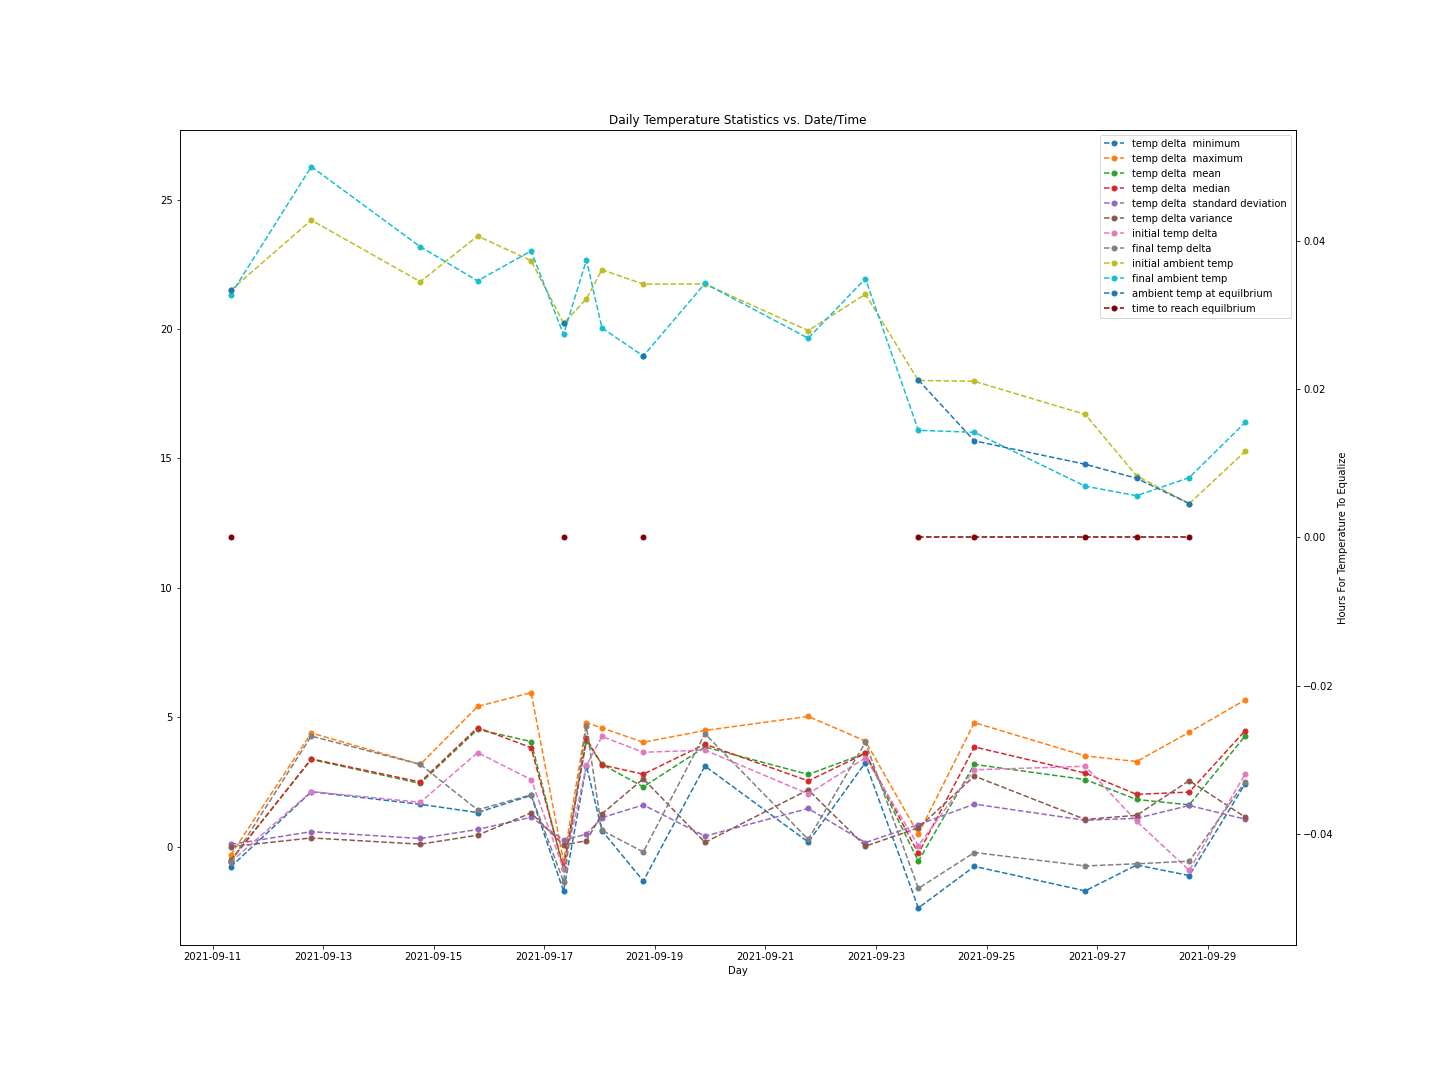 Daily Temperature Statistics vs. Date/Time
temp delta  minimum
temp delta  maximum
temp delta  mean
temp delta  median
temp delta  standard deviation
temp delta variance
initial temp delta
final temp delta
initial ambient temp
final ambient temp
ambient temp at equilbrium
time to reach equilbrium
25
20
15
10
5
0
0.04
0.02
0.00
−0.02
−0.04
Hours For Temperature To Equalize
2021-09-11
2021-09-13
2021-09-15
2021-09-17
2021-09-19
2021-09-21
2021-09-23
2021-09-25
2021-09-27
2021-09-29
Day